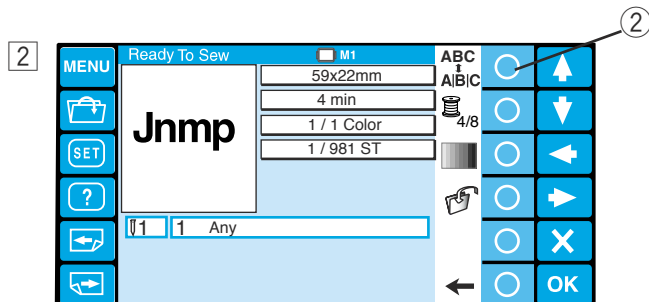 2
2
MENU
Ready To Sew
M1
59x22mm
4 min
1 / 1 Color
1 / 981 ST
Jnmp
ABC
A|B|C
4/8
SET
?
1
1 Any
X
OK